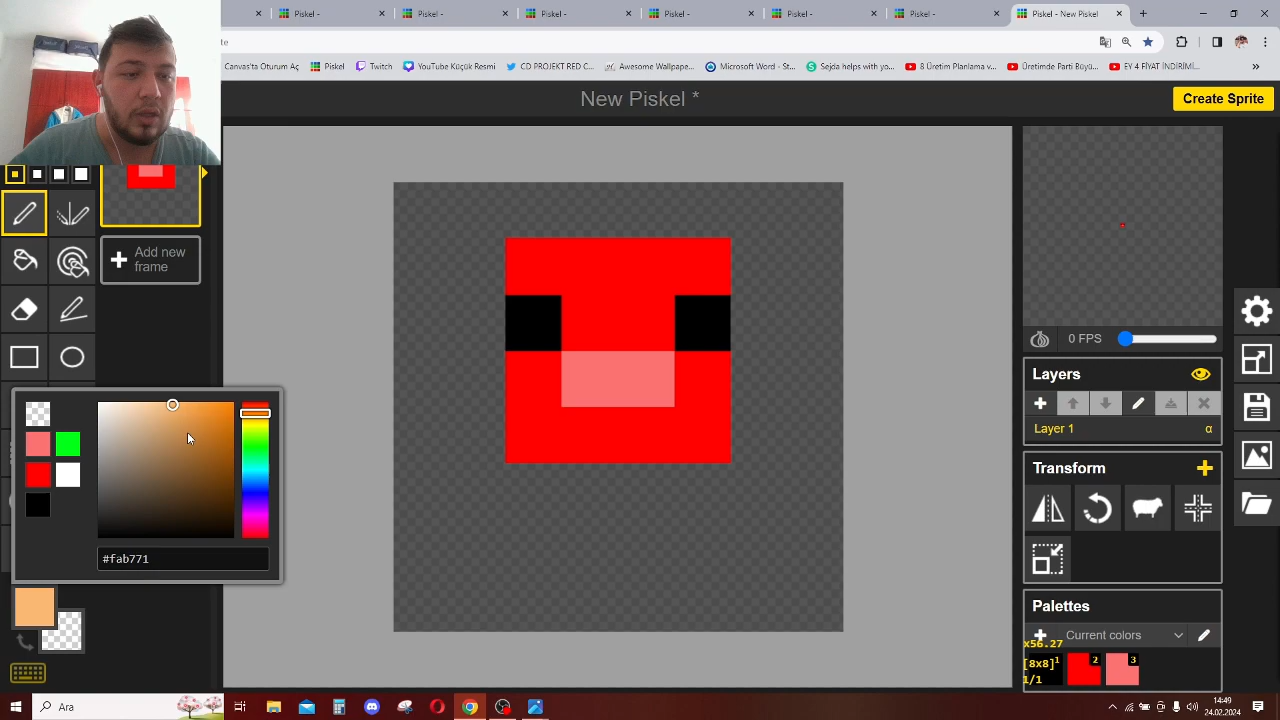 Piskel -
Piskel -
Piskel -
Piskel -
Piskel -
Piskel -
Piskel - New Piskel
Canva'da Oturum Aç
Piskel
Twitch
YouTube Küçük Res...
CD PROJEKT RED C...
Awesome Wallpape...
Microsoft Word - S...
Sejda helps with yo...
8 Üretim Planlama v...
Üretimde Parti Büyü...
EY 4 FİYAT İNDİRİMİ...
New Piskel *
Create Sprite
Add new
frame
0 FPS
Layers
Layer 1
α
Transform
#fab771
Palettes
Current colors
x56.27
[8x8]
1/1
1
2
3
Ara
14:49
24.02.2024